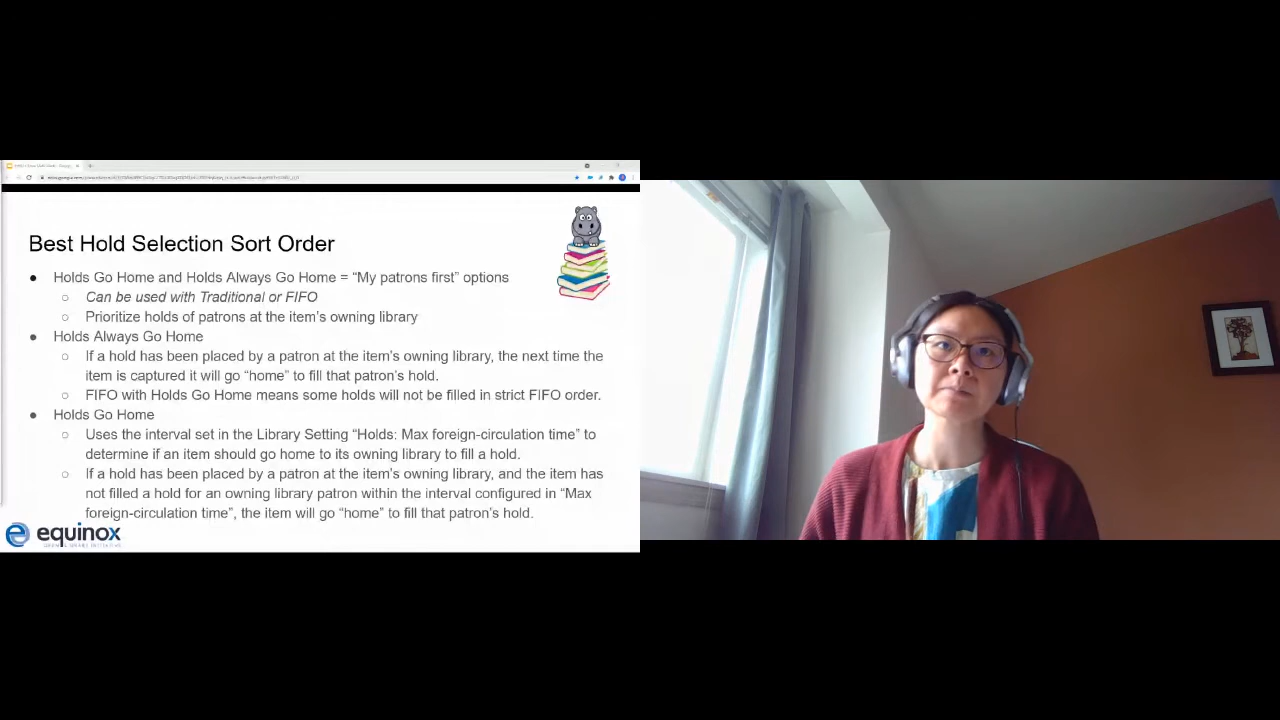 Best Hold Selection Sort Order
● Holds Go Home and Holds Always Go Home = “My patrons first” options
○ Can be used with Traditional or FIFO
○ Prioritize holds of patrons at the item’s owning library
● Holds Always Go Home
○ If a hold has been placed by a patron at the item’s owning library, the next time the
item is captured it will go “home” to fill that patron’s hold.
○ FIFO with Holds Go Home means some holds will not be filled in strict FIFO order.
● Holds Go Home
○ Uses the interval set in the Library Setting “Holds: Max foreign-circulation time” to
determine if an item should go home to its owning library to fill a hold.
○ If a hold has been placed by a patron at the item’s owning library, and the item has
not filled a hold for an owning library patron within the interval configured in “Max
foreign-circulation time”, the item will go “home” to fill that patron’s hold.
equinox